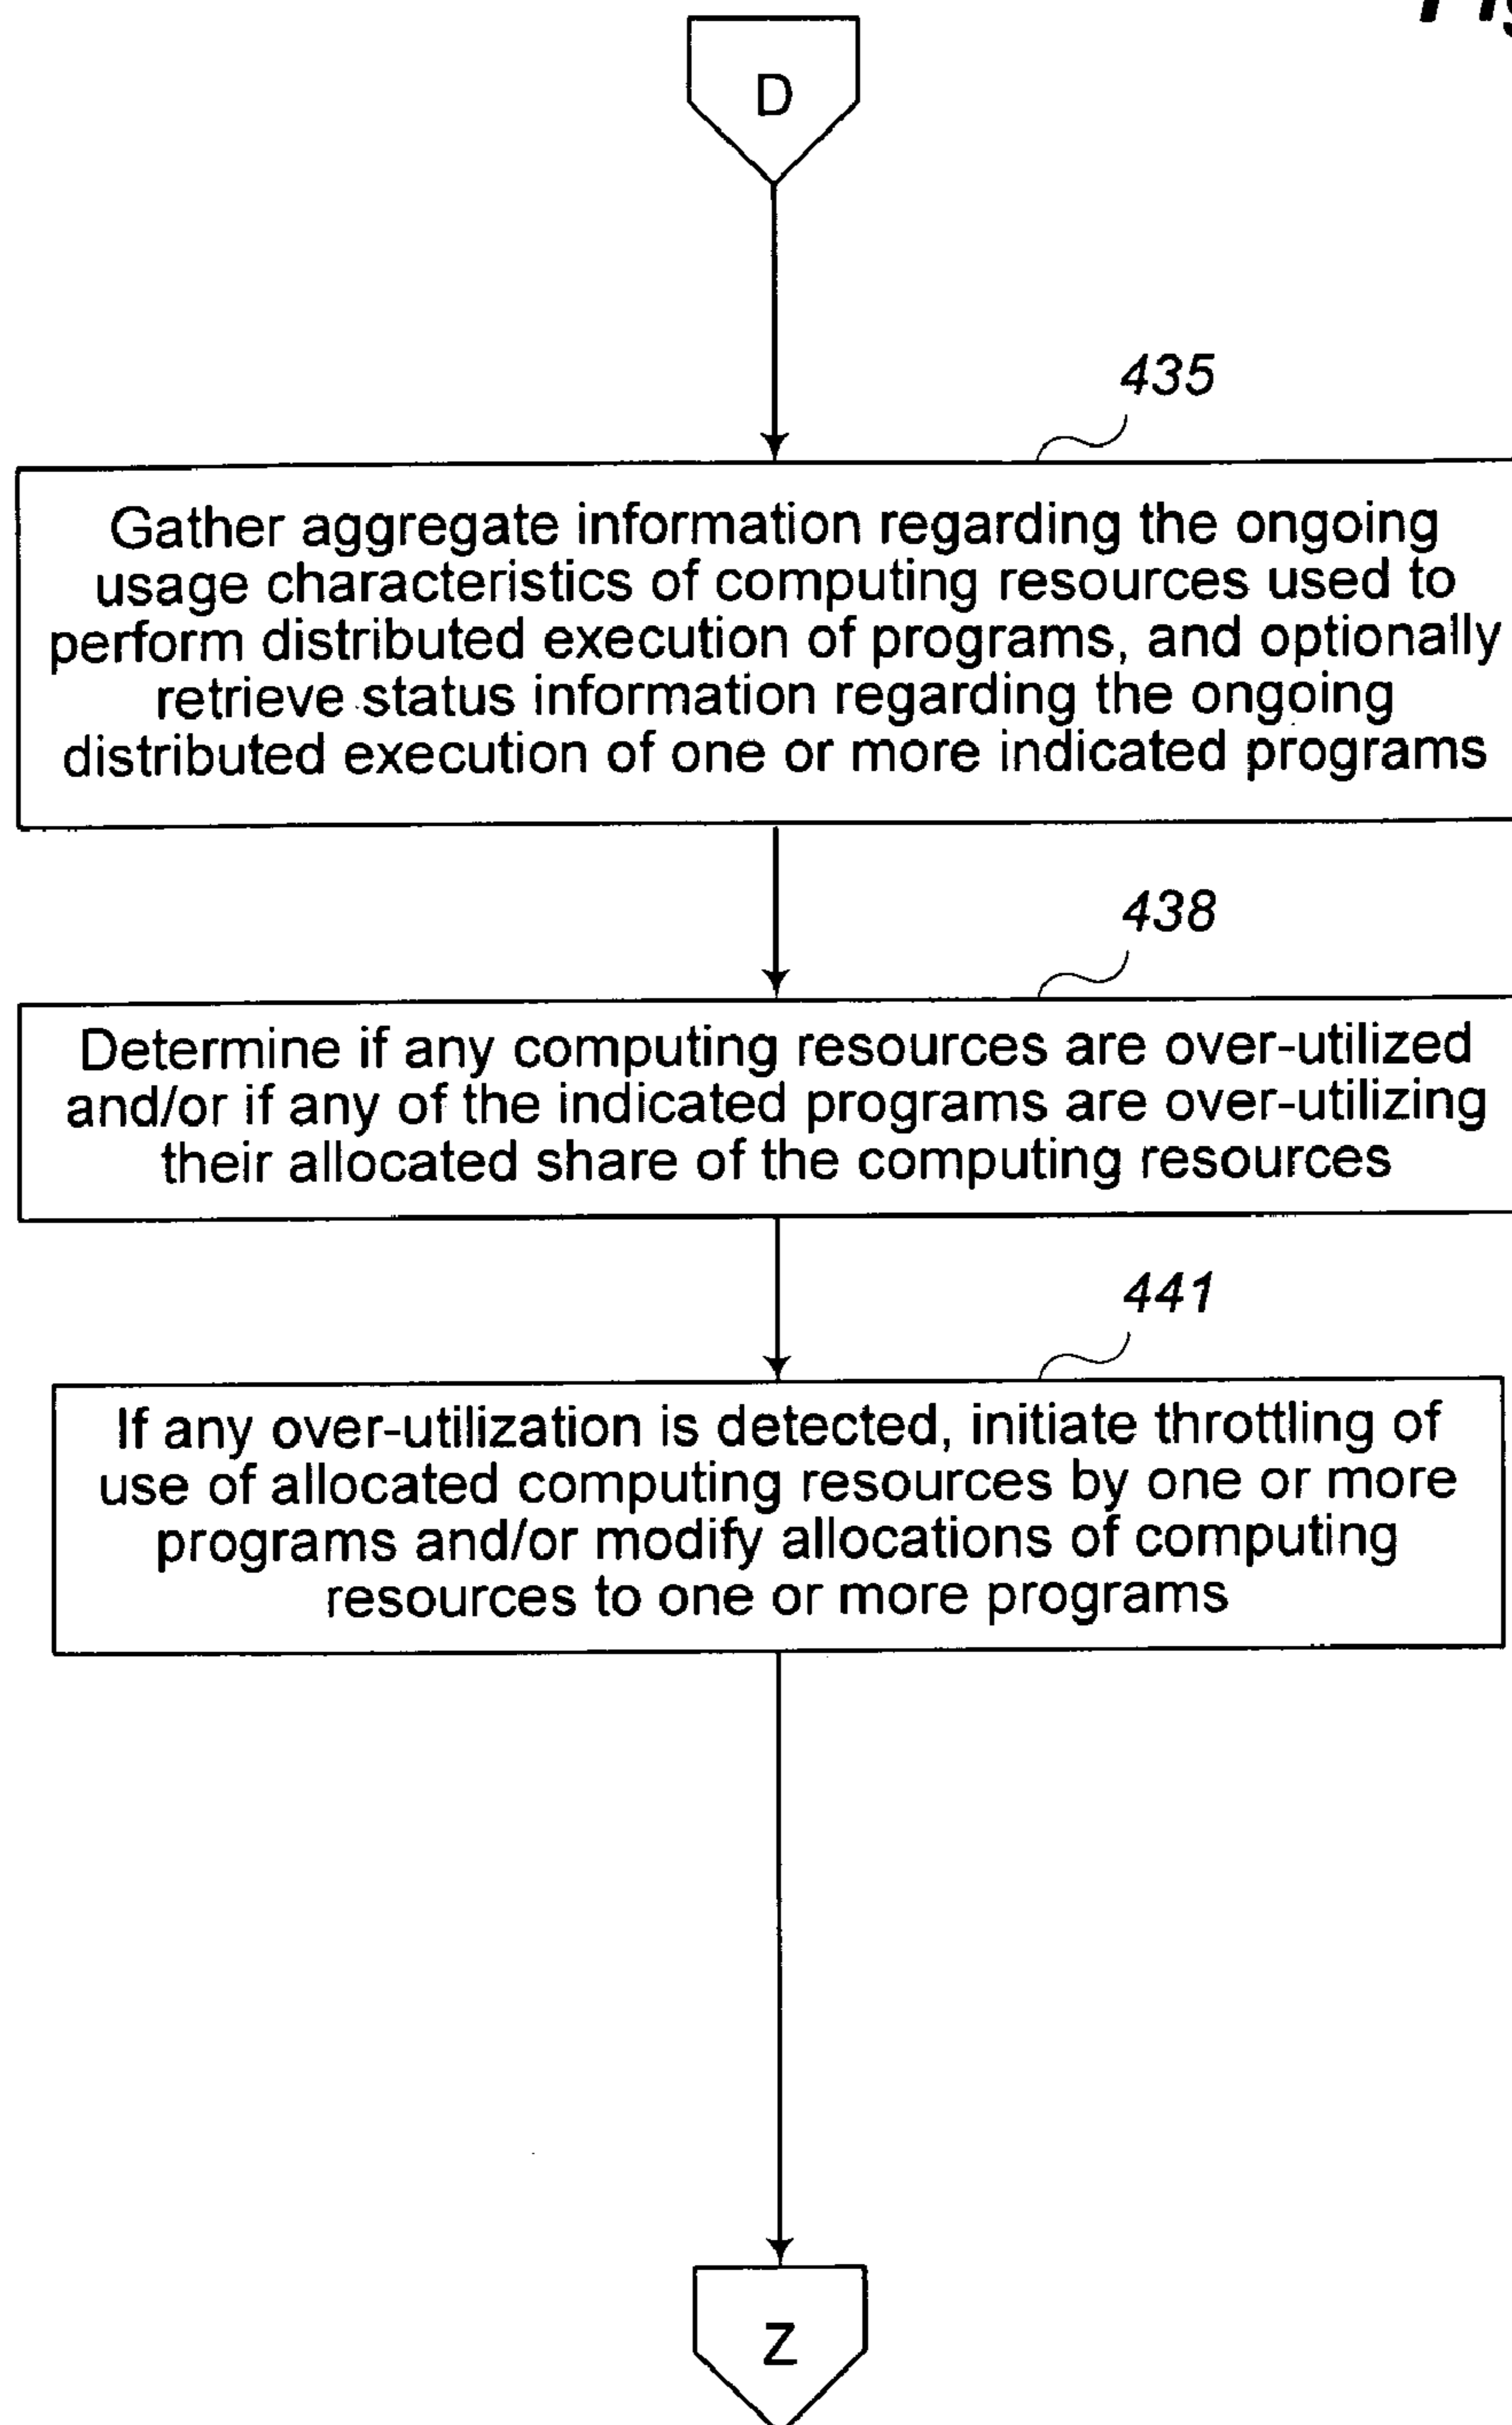 D
435
Gather aggregate information regarding the ongoing
usage characteristics of computing resources used to
perform distributed execution of programs, and optionally
retrieve status information regarding the ongoing
distributed execution of one or more indicated programs
438
Determine if any computing resources are over-utilized
and/or if any of the indicated programs are over-utilizing
their allocated share of the computing resources
441
If any over-utilization is detected, initiate throttling of
use of allocated computing resources by one or more
programs and/or modify allocations of computing
resources to one or more programs
Z